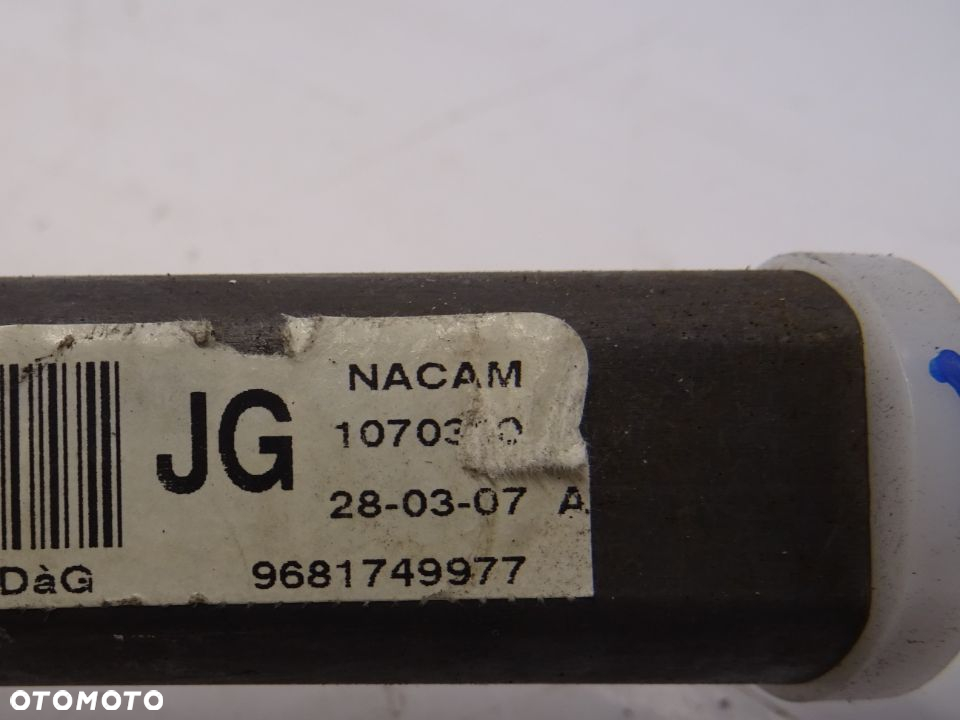 JG
NACAM
28-03-07 A
DàG
9681749977
OTOMOTO